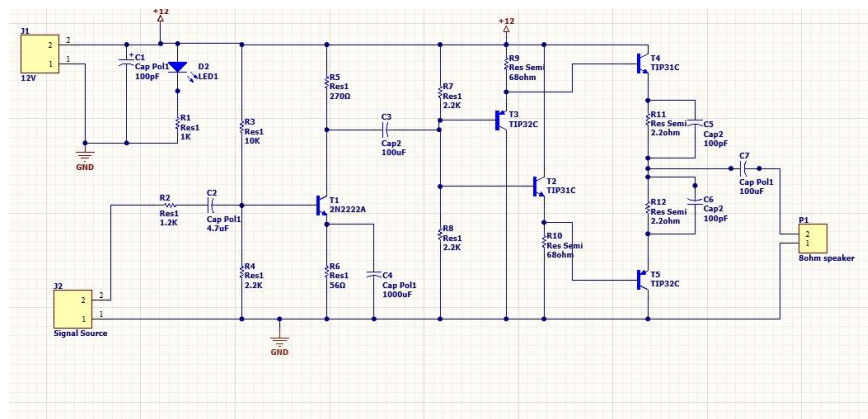 +12
J1
2
2
1
1
12V
C1
Cap Pol1
100pF
+
D2
LED1
R1
Res1
1K
GND
R3
Res1
10K
R5
Res1
270Ω
C3
Cap2
100uF
R7
Res1
2.2K
+12
R9
Res Semi
68ohm
T3
TIP32C
T4
TIP31C
R11
Res Semi
2.2ohm
C5
Cap2
100pF
R2
Res1
1.2K
C2
Cap Pol1
4.7uF
T1
2N2222A
T2
TIP31C
R12
Res Semi
2.2ohm
C6
Cap2
100pF
C7
Cap Pol1
100uF
P1
2
1
8ohm speaker
R4
Res1
2.2K
R6
Res1
56Ω
C4
Cap Pol1
1000uF
R8
Res1
2.2K
R10
Res Semi
68ohm
T5
TIP32C
J2
2
2
1
1
Signal Source
GND